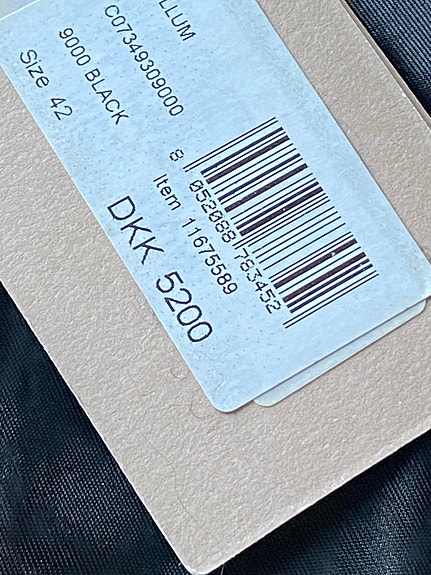 LLUM
C07349309000
9000 BLACK
Size 42
8 052088 783452
Item 11675589
DKK 5200